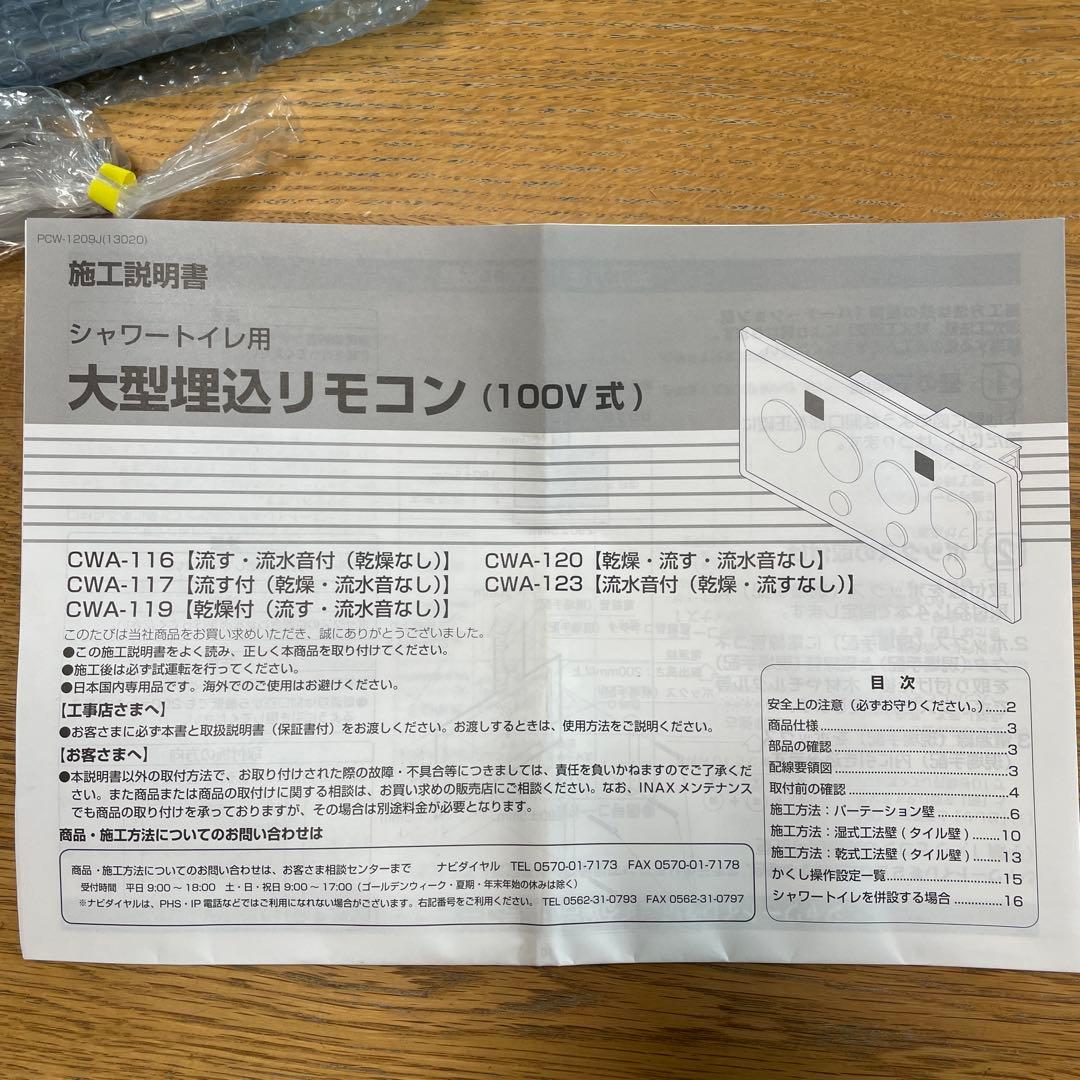 PCW-1209J(13020)
施工説明書
シャワートイレ用
大型埋込リモコン (100V 式)
CWA-116【流す・流水音付（乾燥なし）】 CWA-120【乾燥・流水音なし】
CWA-117【流す付（乾燥・流水音なし）】 CWA-123【流水音付（乾燥・流すなし）】
CWA-119【乾燥付（流す・流水音なし）】
このたびは当社商品をお買い求めいただき、誠にありがとうございました。
●この施工説明書をよく読み、正しく本商品を取り付けてください。
●施工後は必ず試運転を行ってください。
●日本国内専用品です。海外でのご使用はお避けください。
【工事店さまへ】
●お客さまに必ず本書と取扱説明書（保証書付）をお渡しください。お渡しするときは、使用方法をご説明ください。
【お客さまへ】
●本説明書以外の取付方法で、お取り付けされた際の故障・不具合等につきましては、責任を負いかねますのでご了承くだ
さい。また商品または商品の取付けに関する相談は、お買い求めの販売店にご相談ください。なお、INAXメンテナンス
でも商品の取り付けを承っておりますが、その場合は別途料金が必要となります。
商品・施工方法についてのお問い合わせは
商品・施工方法についてのお問い合わせは、お客さま相談センターまで ナビダイヤル TEL 0570-01-7173 FAX 0570-01-7178
受付時間 平日 9:00～18:00 土・日・祝日 9:00～17:00（ゴールデンウィーク・夏期・年末年始の休みは除く）
※ナビダイヤルは、PHS・IP電話などではご利用になれない場合がございます。右記番号をご利用ください。 TEL 0562-31-0793 FAX 0562-31-0797
目 次
安全上の注意（必ずお守りください。）.....2
商品仕様.....3
部品の確認.....3
配線要領図.....3
取付前の確認.....4
施工方法：パーテーション壁.....6
施工方法：湿式工法壁(タイル壁).....10
施工方法：乾式工法壁(タイル壁).....13
かくし操作設定一覧.....15
シャワートイレを併設する場合.....16